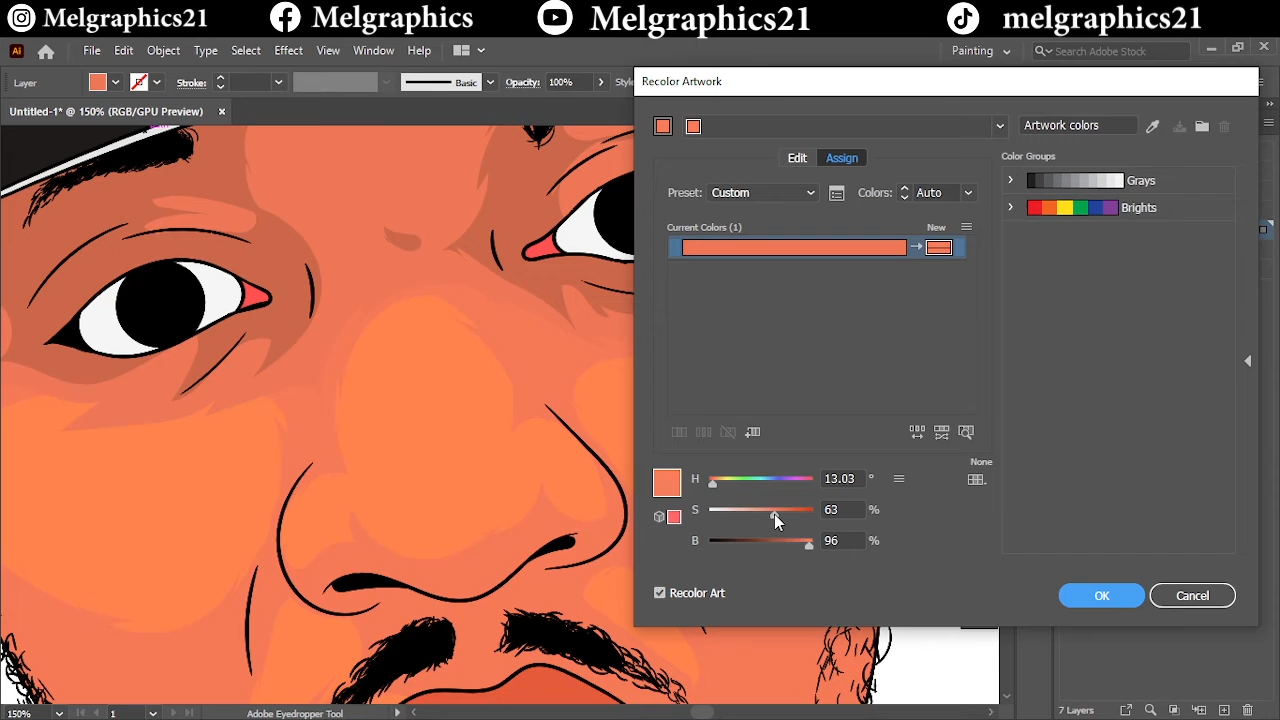 Melgraphics21 Melgraphics Melgraphics21 melgraphics21
Ai File Edit Object Type Select Effect View Window Help Painting Search Adobe Stock
Layer Stroke: Basic Opacity: 100% Style
Untitled-1* @ 150% (RGB/GPU Preview) ×
Recolor Artwork
Artwork colors
Edit Assign
Color Groups
Preset: Custom Colors: Auto
Grays
Brights
Current Colors (1) New
None
H 13.03 °
S 63 %
B 96 %
Recolor Art
OK Cancel
150% 1 Adobe Eyedropper Tool 7 Layers